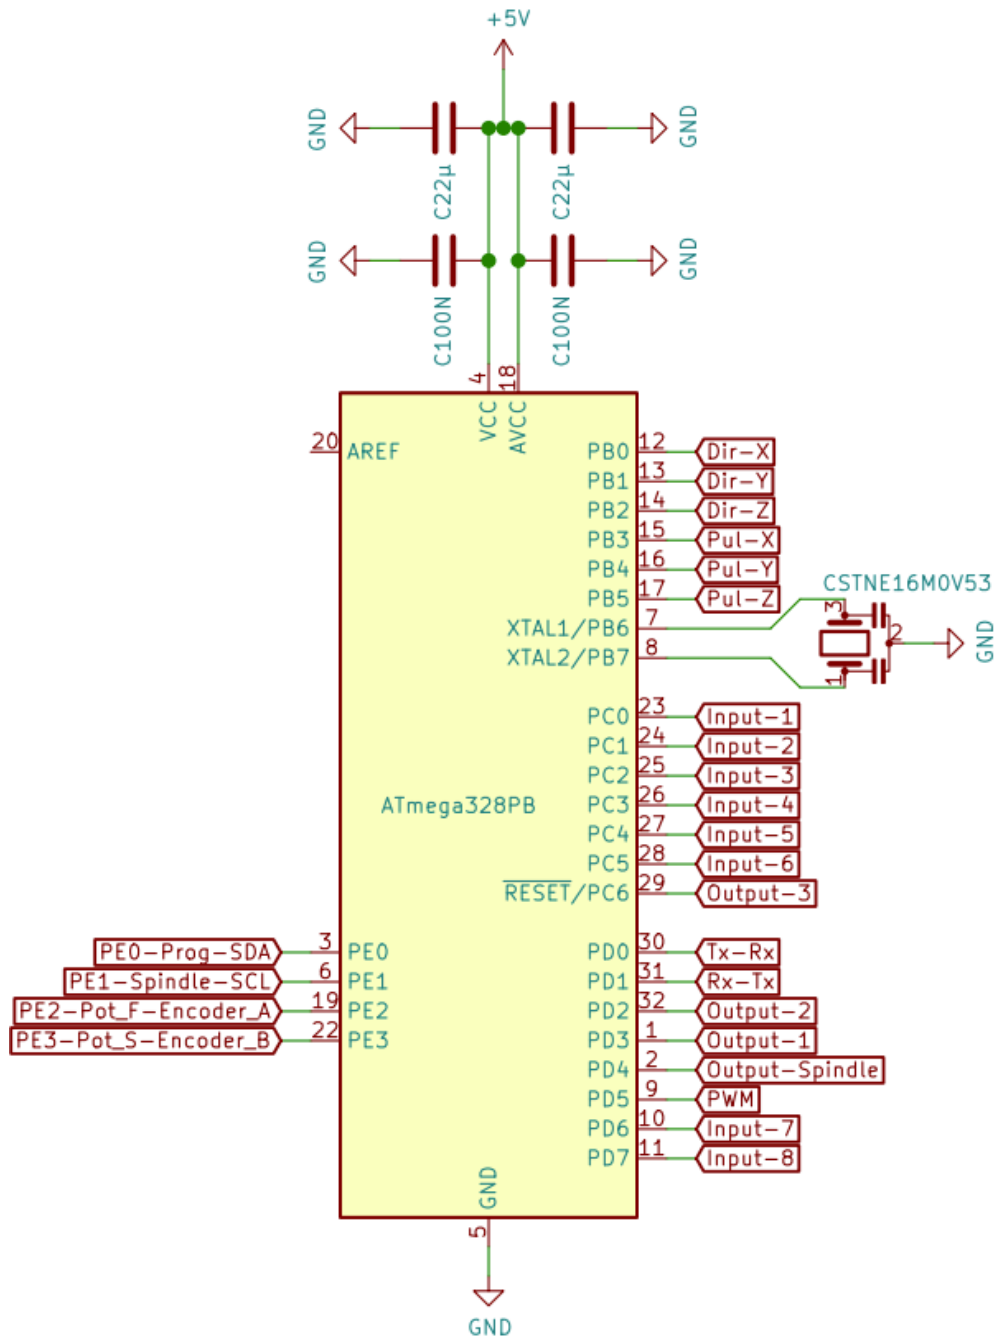 +5V
GND
C22µ
C22µ
GND
GND
C100N
C100N
GND
4
18
VCC
AVCC
20 AREF
PB0 12 Dir-X
PB1 13 Dir-Y
PB2 14 Dir-Z
PB3 15 Pul-X
PB4 16 Pul-Y
PB5 17 Pul-Z
CSTNE16M0V53
XTAL1/PB6 7
XTAL2/PB7 8
3
2
1
GND
PC0 23 Input-1
PC1 24 Input-2
PC2 25 Input-3
ATmega328PB
PC3 26 Input-4
PC4 27 Input-5
PC5 28 Input-6
RESET/PC6 29 Output-3
PE0-Prog-SDA 3 PE0
PE1-Spindle-SCL 6 PE1
PE2-Pot_F-Encoder_A 19 PE2
PE3-Pot_S-Encoder_B 22 PE3
PD0 30 Tx-Rx
PD1 31 Rx-Tx
PD2 32 Output-2
PD3 1 Output-1
PD4 2 Output-Spindle
PD5 9 PWM
PD6 10 Input-7
PD7 11 Input-8
GND
5
GND